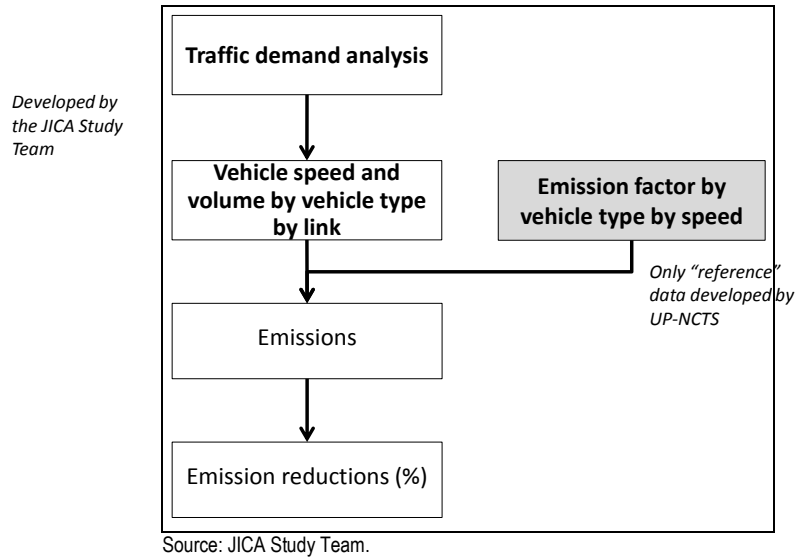 Traffic demand analysis
Developed by
the JICA Study
Team
Vehicle speed and
volume by vehicle type
by link
Emission factor by
vehicle type by speed
Only “reference”
data developed by
UP-NCTS
Emissions
Emission reductions (%)
Source: JICA Study Team.